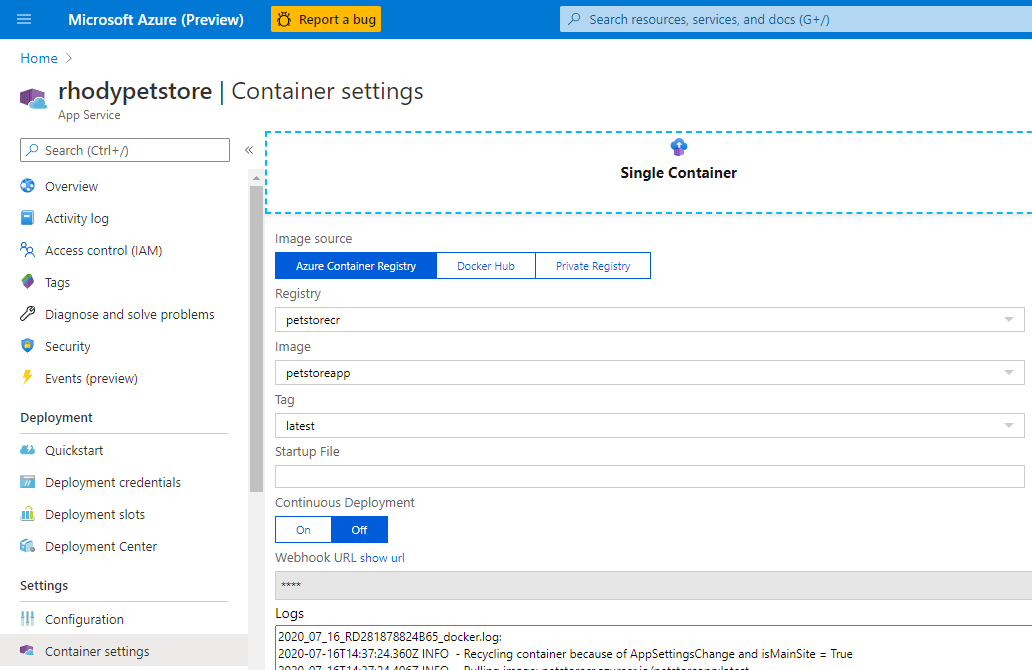 Microsoft Azure (Preview)
Report a bug
Search resources, services, and docs (G+/)
Home
rhodypetstore | Container settings
App Service
Search (Ctrl+/)
«
Overview
Activity log
Access control (IAM)
Tags
Diagnose and solve problems
Security
Events (preview)
Deployment
Quickstart
Deployment credentials
Deployment slots
Deployment Center
Settings
Configuration
Container settings
Single Container
Image source
Azure Container Registry
Docker Hub
Private Registry
Registry
petstorecr
Image
petstoreapp
Tag
latest
Startup File
Continuous Deployment
On
Off
Webhook URL show url
****
Logs
2020_07_16_RD281878824B65_docker.log:
2020-07-16T14:37:24.360Z INFO - Recycling container because of AppSettingsChange and isMainSite = True